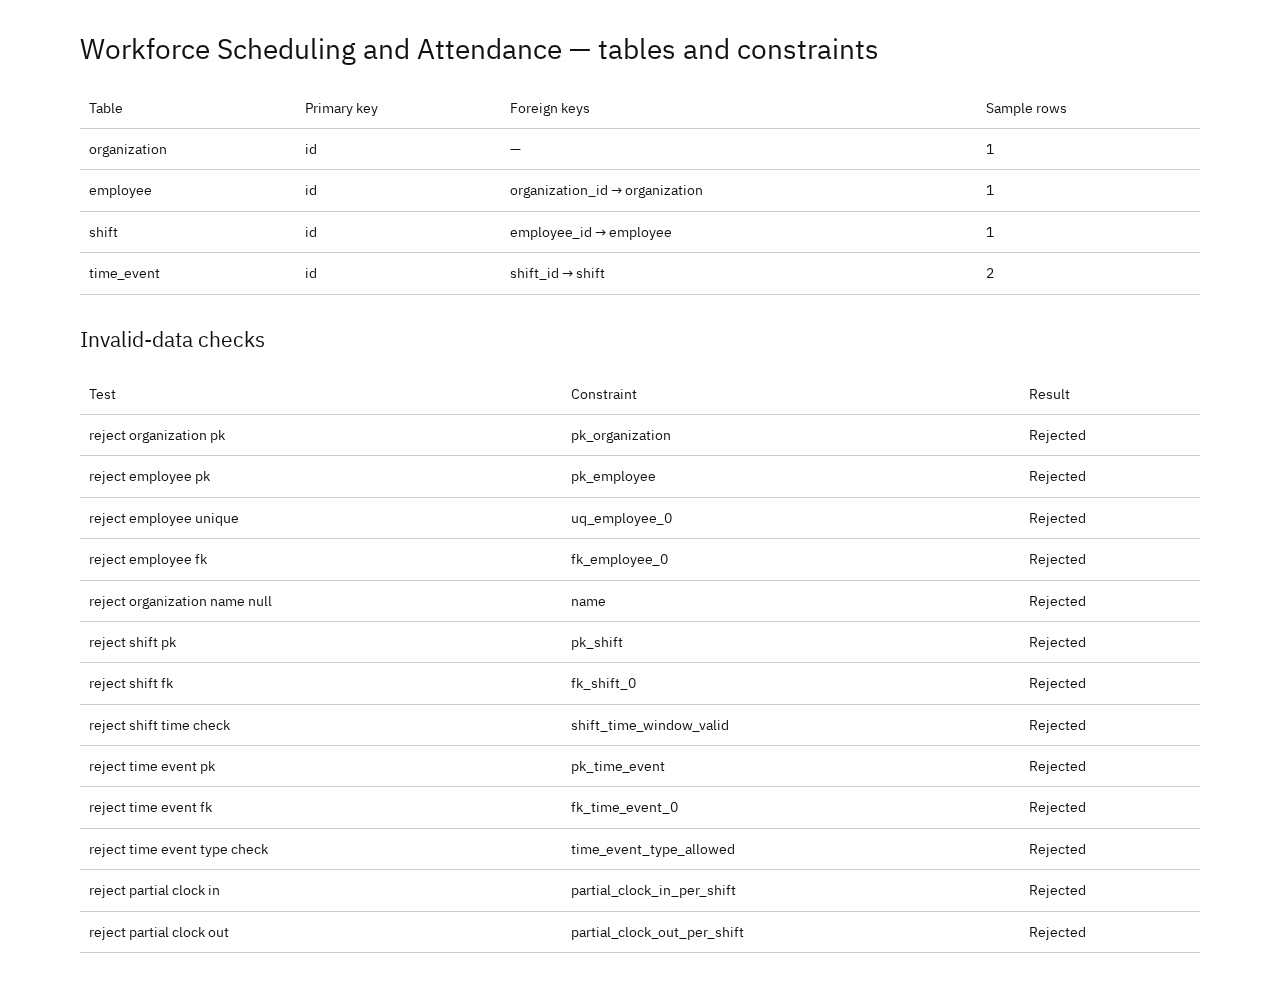 Workforce Scheduling and Attendance — tables and constraints
Table Primary key Foreign keys Sample rows
organization id — 1
employee id organization_id → organization 1
shift id employee_id → employee 1
time_event id shift_id → shift 2
Invalid-data checks
Test Constraint Result
reject organization pk pk_organization Rejected
reject employee pk pk_employee Rejected
reject employee unique uq_employee_0 Rejected
reject employee fk fk_employee_0 Rejected
reject organization name null name Rejected
reject shift pk pk_shift Rejected
reject shift fk fk_shift_0 Rejected
reject shift time check shift_time_window_valid Rejected
reject time event pk pk_time_event Rejected
reject time event fk fk_time_event_0 Rejected
reject time event type check time_event_type_allowed Rejected
reject partial clock in partial_clock_in_per_shift Rejected
reject partial clock out partial_clock_out_per_shift Rejected